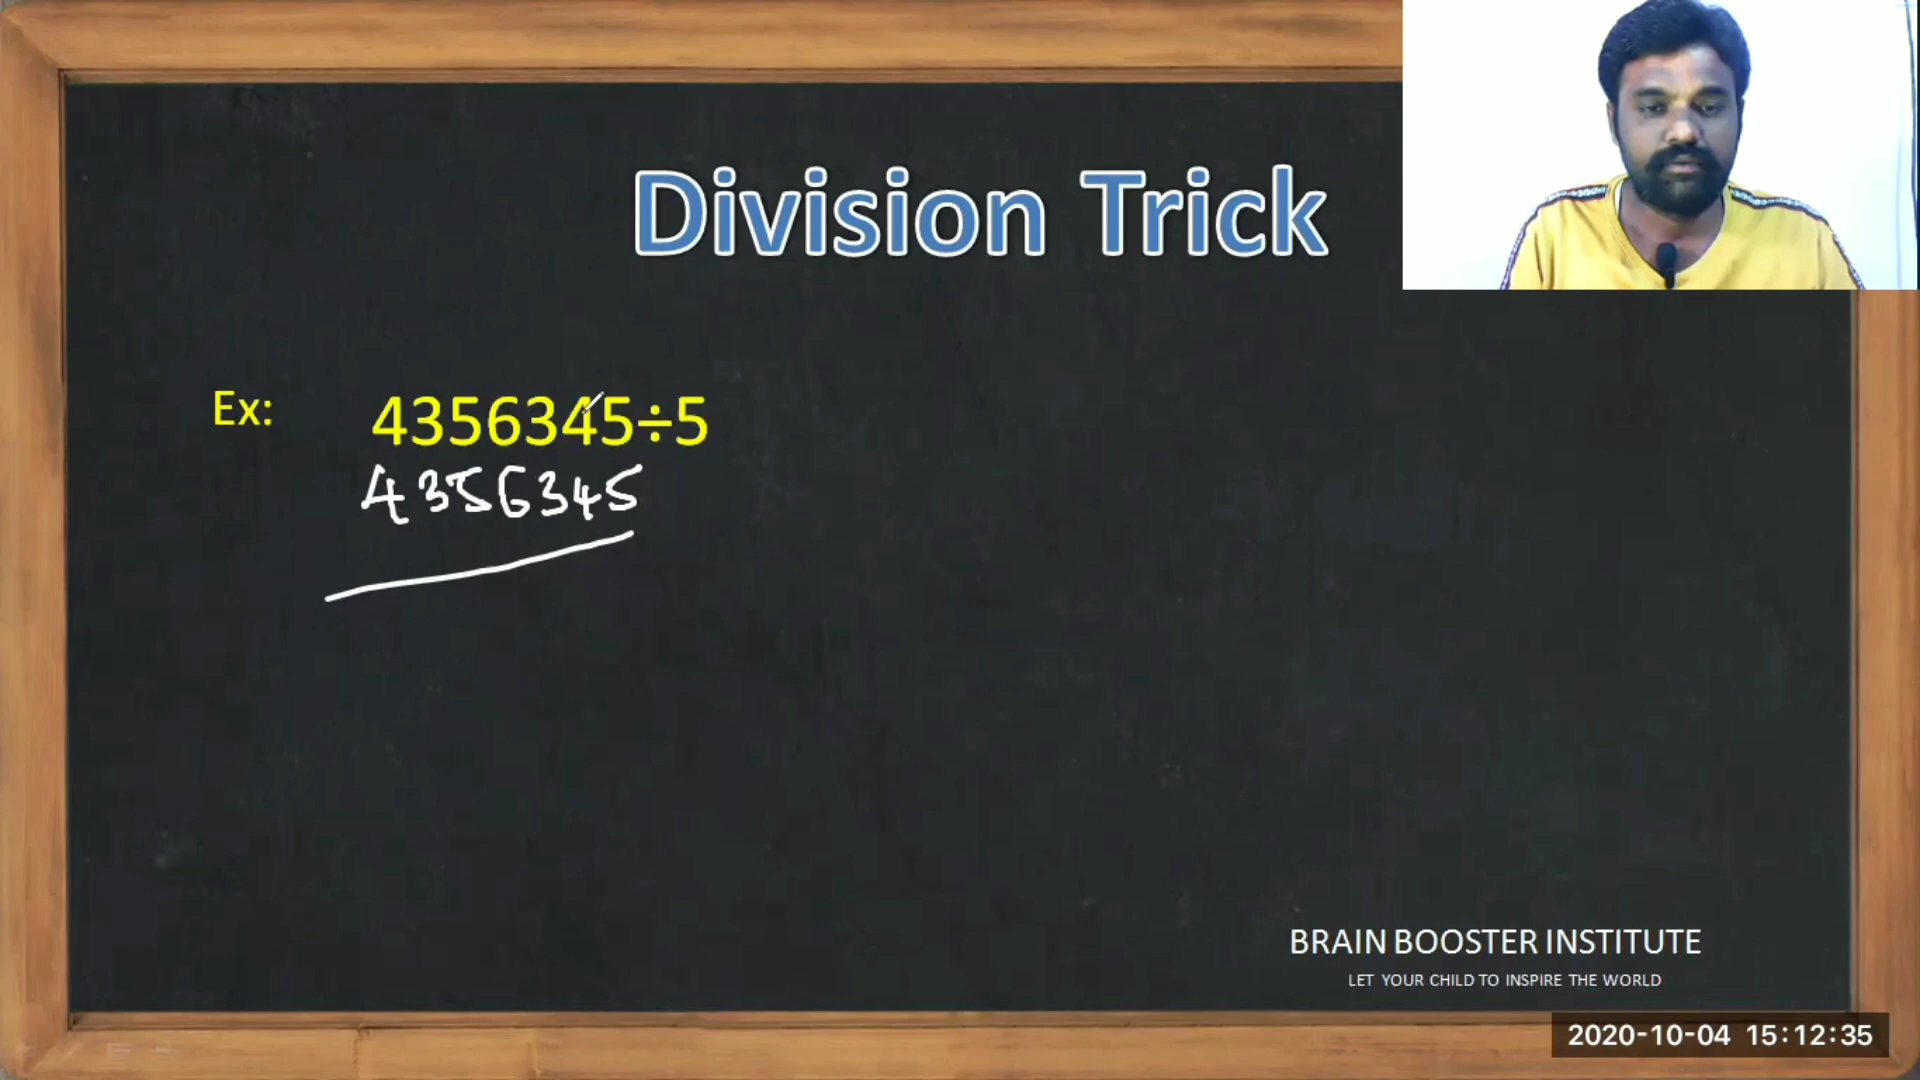 Division Trick
Ex: 4356345÷5
4356345
BRAIN BOOSTER INSTITUTE
LET YOUR CHILD TO INSPIRE THE WORLD
2020-10-04 15:12:35